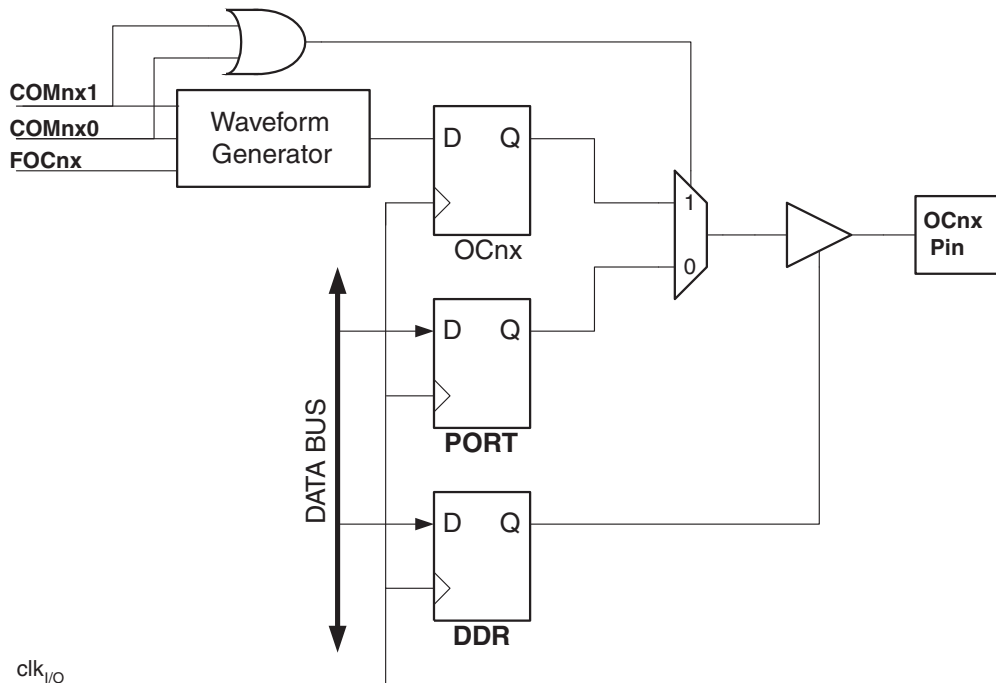 COMnx1
COMnx0
FOCnx
Waveform
Generator
D Q
OCnx
1
0
OCnx
Pin
D Q
PORT
DATA BUS
D Q
DDR
clkI/O